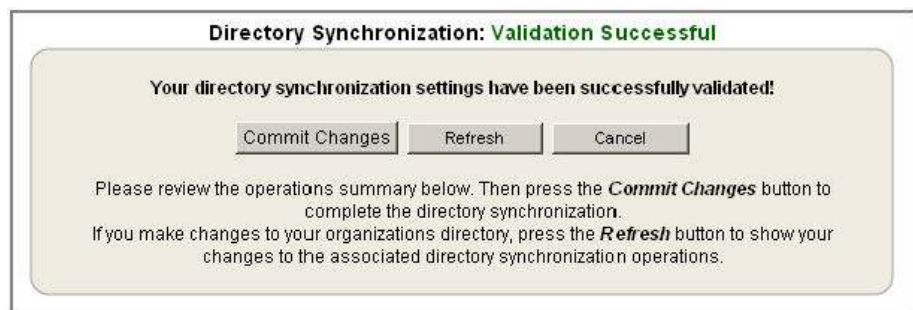 Directory Synchronization: Validation Successful
Your directory synchronization settings have been successfully validated!
Commit Changes Refresh Cancel
Please review the operations summary below. Then press the Commit Changes button to
complete the directory synchronization.
If you make changes to your organizations directory, press the Refresh button to show your
changes to the associated directory synchronization operations.